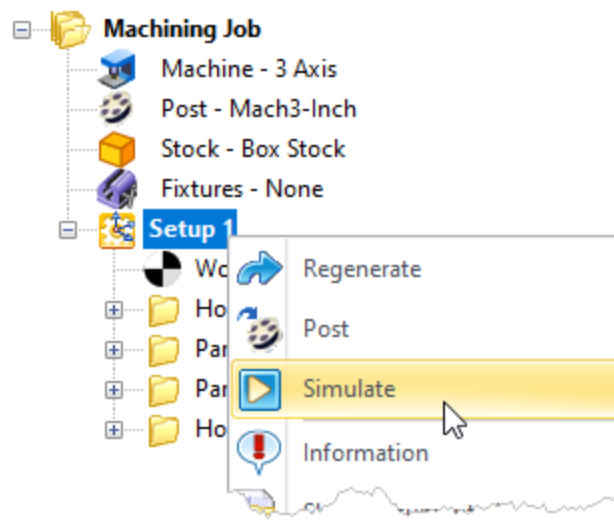 Machining Job
Machine - 3 Axis
Post - Mach3-Inch
Stock - Box Stock
Fixtures - None
Setup 1
Regenerate
Post
Simulate
Information